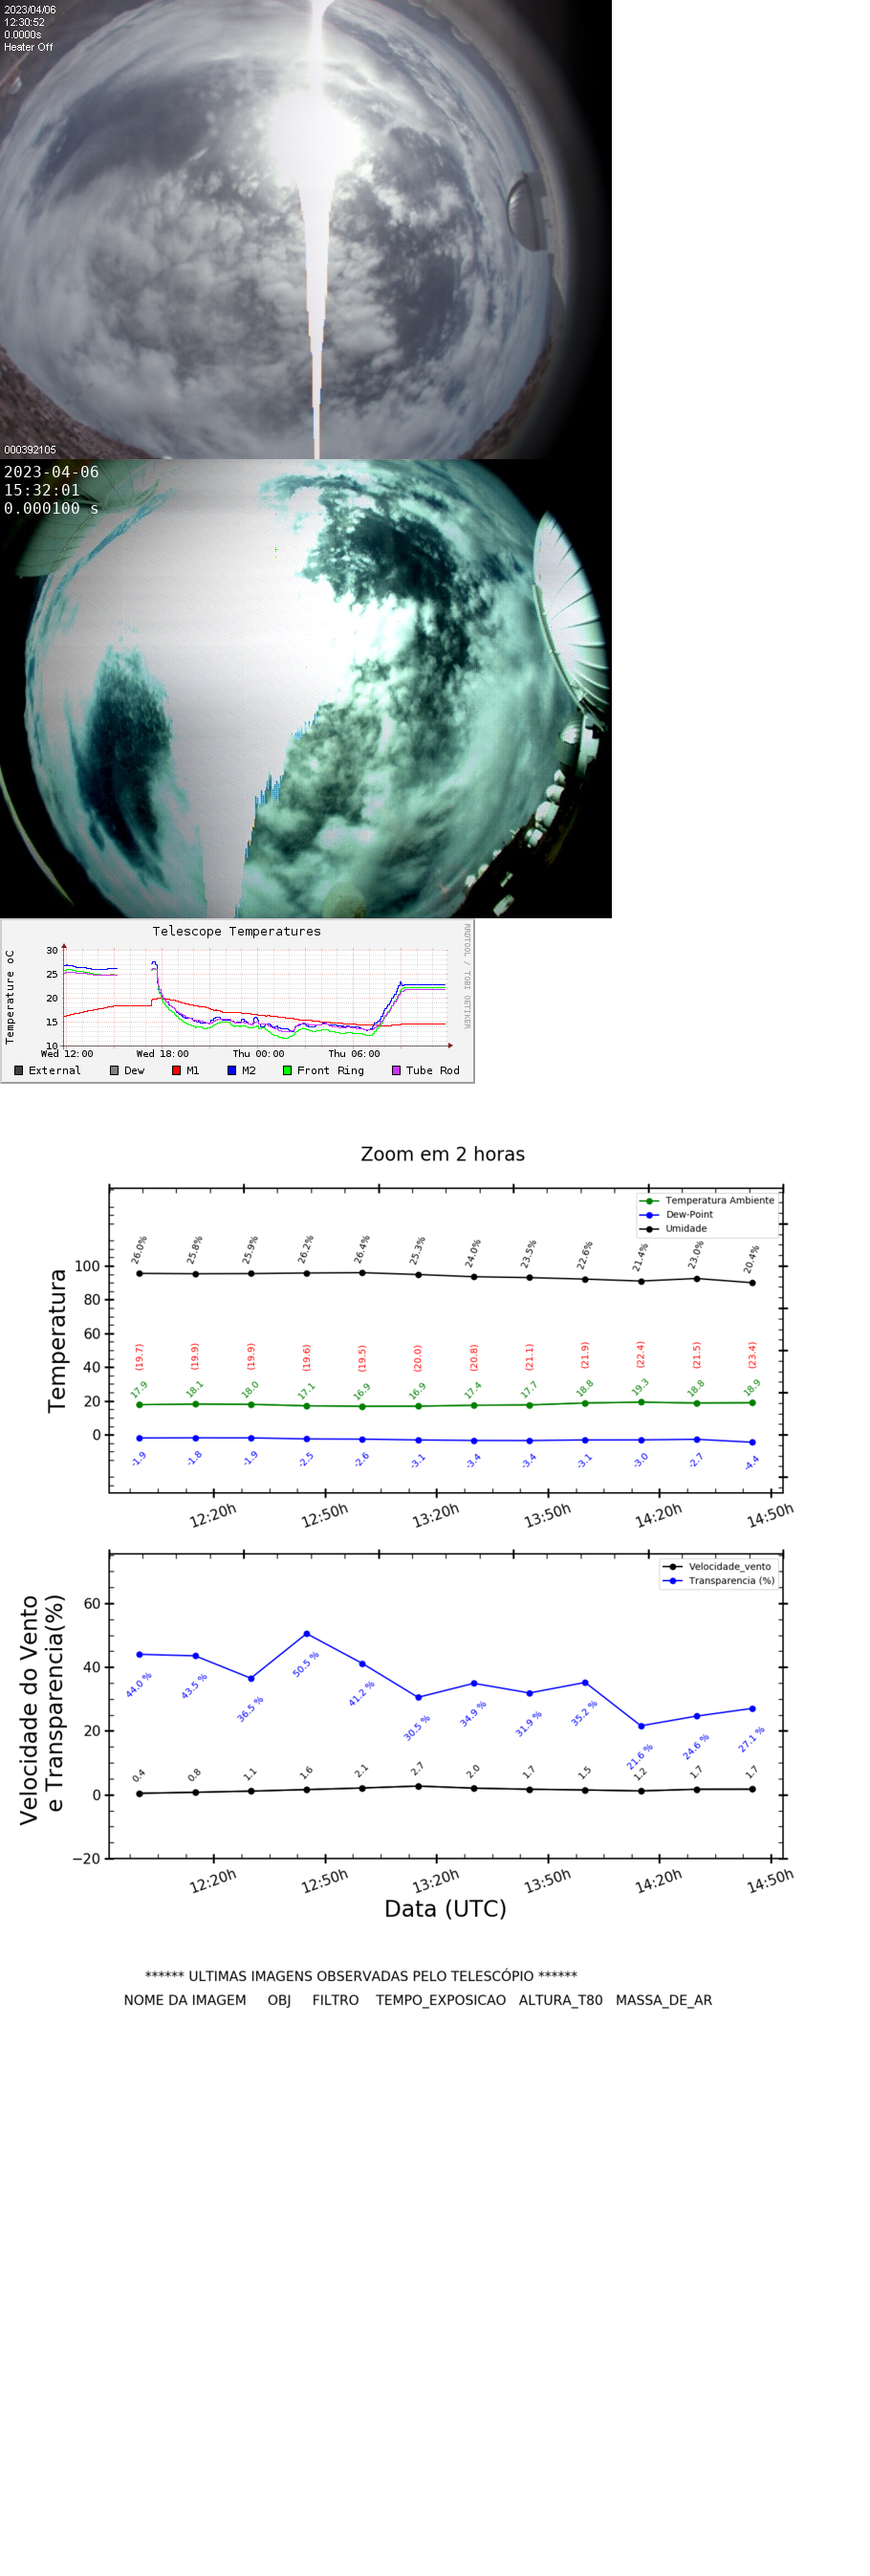 2023/04/06
12:30:52
0.0000s
Heater Off
000392105
2023-04-06
15:32:01
0.000100 s
Telescope Temperatures
RRDTOOL / TOBI OETIKER
Temperature oC
30
25
20
15
10
Wed 12:00 Wed 18:00 Thu 00:00 Thu 06:00
External Dew M1 M2 Front Ring Tube Rod
Zoom em 2 horas
Temperatura Ambiente
Dew-Point
Umidade
Temperatura
100
80
60
40
20
0
26.0% 25.8% 25.9% 26.2% 26.4% 25.3% 24.0% 23.5% 22.6% 21.4% 23.0% 20.4%
(19.7) (19.9) (19.9) (19.6) (19.5) (20.0) (20.8) (21.1) (21.9) (22.4) (21.5) (23.4)
17.9 18.1 18.0 17.1 16.9 16.9 17.4 17.7 18.8 19.3 18.8 18.9
-1.9 -1.8 -1.9 -2.5 -2.6 -3.1 -3.4 -3.4 -3.1 -3.0 -2.7 -4.4
12:20h 12:50h 13:20h 13:50h 14:20h 14:50h
Velocidade_vento
Transparencia (%)
Velocidade do Vento
e Transparencia(%)
60
40
20
0
−20
44.0 % 43.5 % 36.5 % 50.5 % 41.2 % 30.5 % 34.9 % 31.9 % 35.2 % 21.6 % 24.6 % 27.1 %
0.4 0.8 1.1 1.6 2.1 2.7 2.0 1.7 1.5 1.2 1.7 1.7
12:20h 12:50h 13:20h 13:50h 14:20h 14:50h
Data (UTC)
****** ULTIMAS IMAGENS OBSERVADAS PELO TELESCÓPIO ******
NOME DA IMAGEM OBJ FILTRO TEMPO_EXPOSICAO ALTURA_T80 MASSA_DE_AR